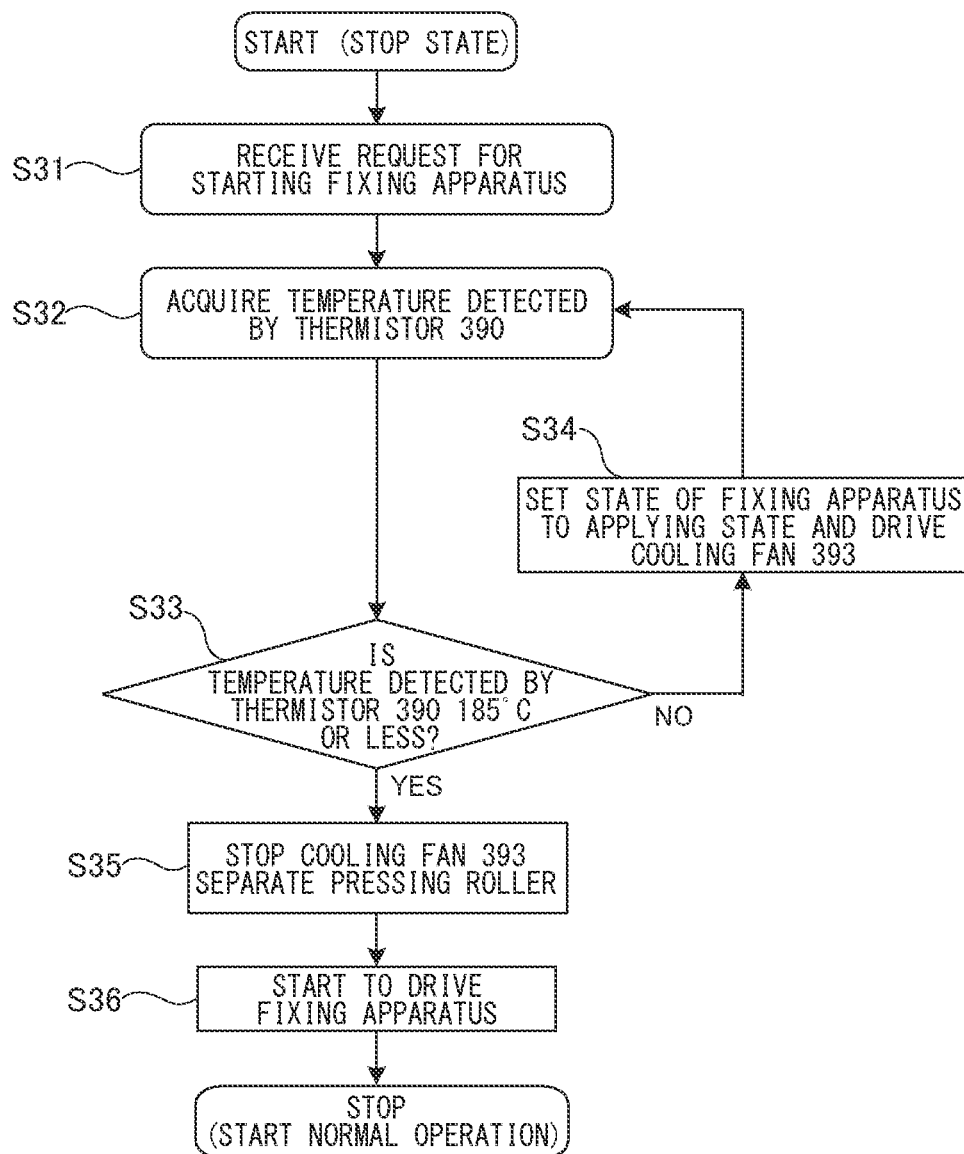 START (STOP STATE)
S31
RECEIVE REQUEST FOR
STARTING FIXING APPARATUS
S32
ACQUIRE TEMPERATURE DETECTED
BY THERMISTOR 390
S34
SET STATE OF FIXING APPARATUS
TO APPLYING STATE AND DRIVE
COOLING FAN 393
S33
IS
TEMPERATURE DETECTED BY
THERMISTOR 390 185°C
OR LESS?
NO
YES
S35
STOP COOLING FAN 393
SEPARATE PRESSING ROLLER
S36
START TO DRIVE
FIXING APPARATUS
STOP
(START NORMAL OPERATION)